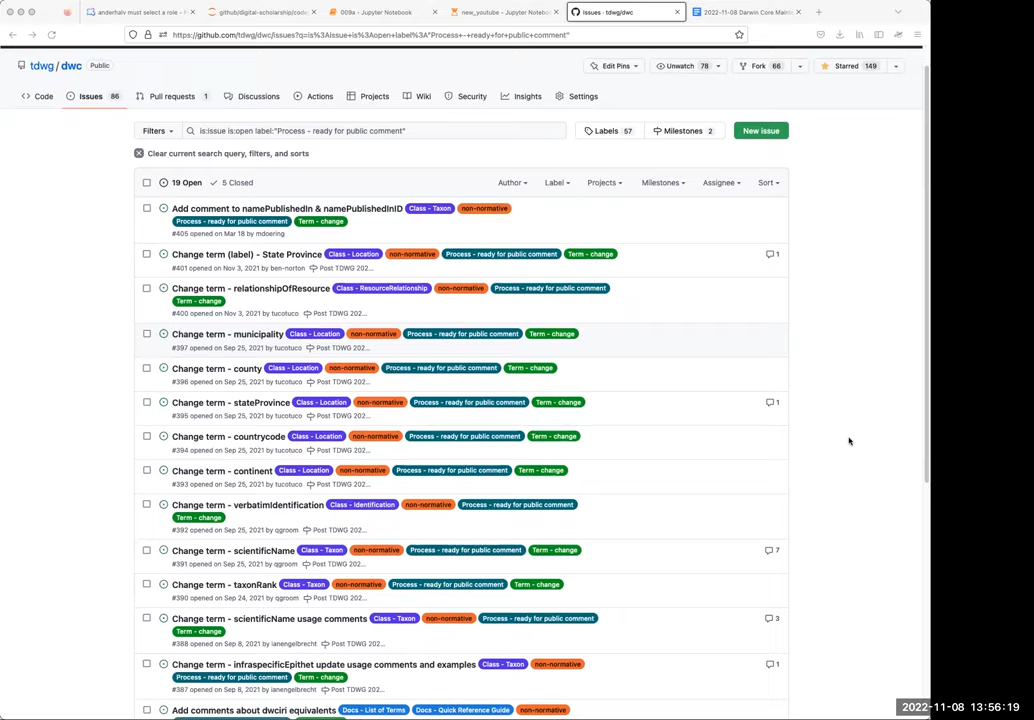 anderhalv must select a role - P
github/digital-scholarship/code
009a - Jupyter Notebook
new_youtube - Jupyter Notebook
Issues · tdwg/dwc
2022-11-08 Darwin Core Maint
https://github.com/tdwg/dwc/issues?q=is%3Aissue+is%3Aopen+label%3A"Process+-+ready+for+public+comment"
tdwg / dwc Public
Edit Pins Unwatch 78 Fork 66 Starred 149
Code Issues 86 Pull requests 1 Discussions Actions Projects Wiki Security Insights Settings
Filters is:issue is:open label:"Process - ready for public comment" Labels 57 Milestones 2 New issue
Clear current search query, filters, and sorts
19 Open 5 Closed Author Label Projects Milestones Assignee Sort
Add comment to namePublishedIn & namePublishedInID Class - Taxon non-normative
Process - ready for public comment Term - change
#405 opened on Mar 18 by mdoering
Change term (label) - State Province Class - Location non-normative Process - ready for public comment Term - change 1
#401 opened on Nov 3, 2021 by ben-norton Post TDWG 202...
Change term - relationshipOfResource Class - ResourceRelationship non-normative Process - ready for public comment
Term - change
#400 opened on Nov 3, 2021 by tucotuco Post TDWG 202...
Change term - municipality Class - Location non-normative Process - ready for public comment Term - change
#397 opened on Sep 25, 2021 by tucotuco Post TDWG 202...
Change term - county Class - Location non-normative Process - ready for public comment Term - change
#396 opened on Sep 25, 2021 by tucotuco Post TDWG 202...
Change term - stateProvince Class - Location non-normative Process - ready for public comment Term - change 1
#395 opened on Sep 25, 2021 by tucotuco Post TDWG 202...
Change term - countrycode Class - Location non-normative Process - ready for public comment Term - change
#394 opened on Sep 25, 2021 by tucotuco Post TDWG 202...
Change term - continent Class - Location non-normative Process - ready for public comment Term - change
#393 opened on Sep 25, 2021 by tucotuco Post TDWG 202...
Change term - verbatimIdentification Class - Identification non-normative Process - ready for public comment
Term - change
#392 opened on Sep 25, 2021 by qgroom Post TDWG 202...
Change term - scientificName Class - Taxon non-normative Process - ready for public comment Term - change 7
#391 opened on Sep 25, 2021 by qgroom Post TDWG 202...
Change term - taxonRank Class - Taxon non-normative Process - ready for public comment Term - change
#390 opened on Sep 24, 2021 by qgroom Post TDWG 202...
Change term - scientificName usage comments Class - Taxon non-normative Process - ready for public comment 3
Term - change
#388 opened on Sep 8, 2021 by ianengelbrecht Post TDWG 202...
Change term - infraspecificEpithet update usage comments and examples Class - Taxon non-normative 1
Process - ready for public comment Term - change
#387 opened on Sep 8, 2021 by ianengelbrecht Post TDWG 202...
Add comments about dwciri equivalents Docs - List of Terms Docs - Quick Reference Guide non-normative
2022-11-08 13:56:19